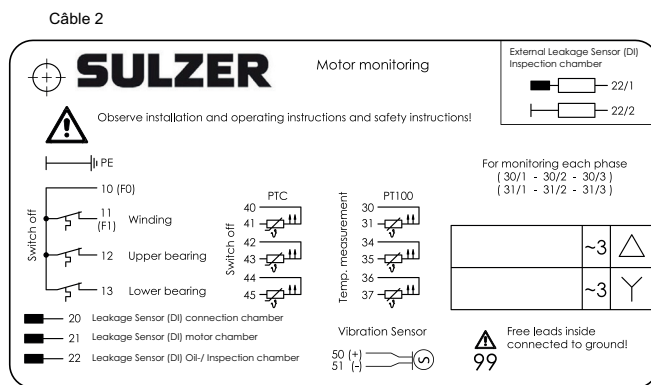 Câble 2
SULZER
Motor monitoring
External Leakage Sensor (DI)
Inspection chamber
22/1
22/2
Observe installation and operating instructions and safety instructions!
PE
For monitoring each phase
( 30/1 - 30/2 - 30/3 )
( 31/1 - 31/2 - 31/3 )
Switch off
10 (F0)
11
(F1)
Winding
12 Upper bearing
13 Lower bearing
Switch off
PTC
40
41
42
43
44
45
Temp. measurement
PT100
30
31
34
35
36
37
~3
~3
20 Leakage Sensor (DI) connection chamber
21 Leakage Sensor (DI) motor chamber
22 Leakage Sensor (DI) Oil-/ Inspection chamber
Vibration Sensor
50 (+)
51 (-)
S
Free leads inside
connected to ground!
99